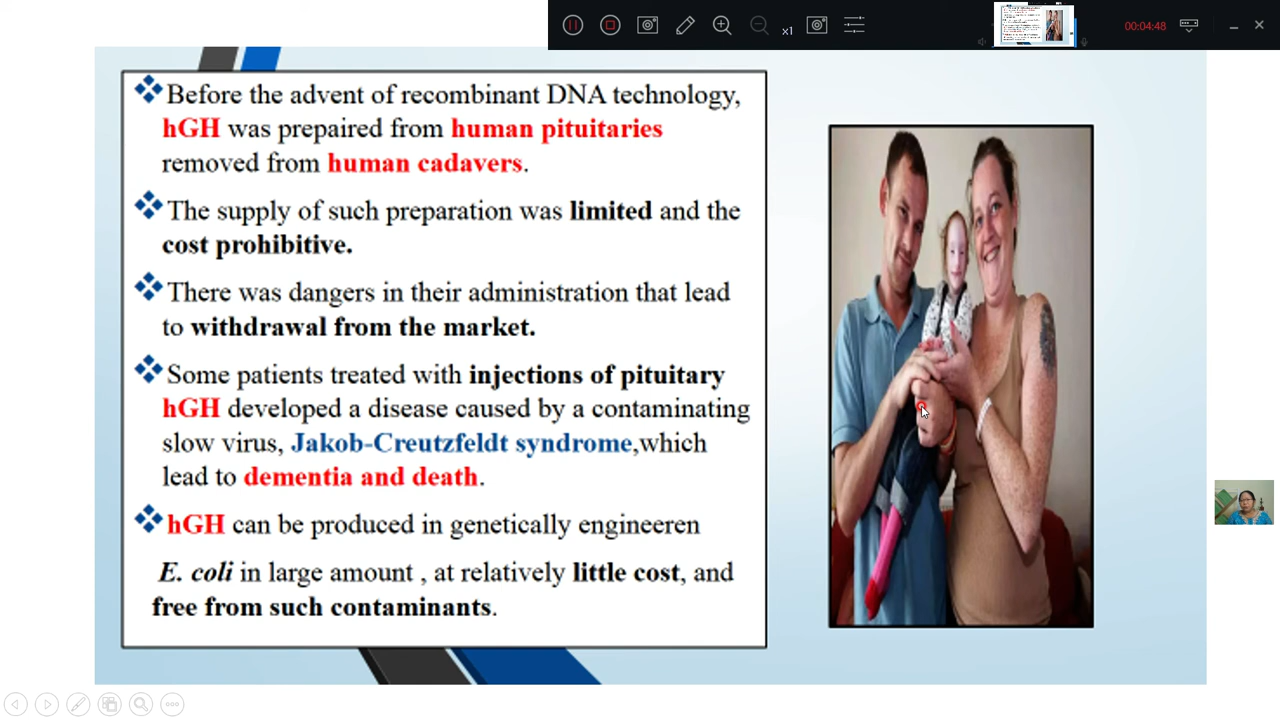 x1
00:04:48
Before the advent of recombinant DNA technology,
hGH was prepaired from human pituitaries
removed from human cadavers.
The supply of such preparation was limited and the
cost prohibitive.
There was dangers in their administration that lead
to withdrawal from the market.
Some patients treated with injections of pituitary
hGH developed a disease caused by a contaminating
slow virus, Jakob-Creutzfeldt syndrome,which
lead to dementia and death.
hGH can be produced in genetically engineeren
E. coli in large amount , at relatively little cost, and
free from such contaminants.